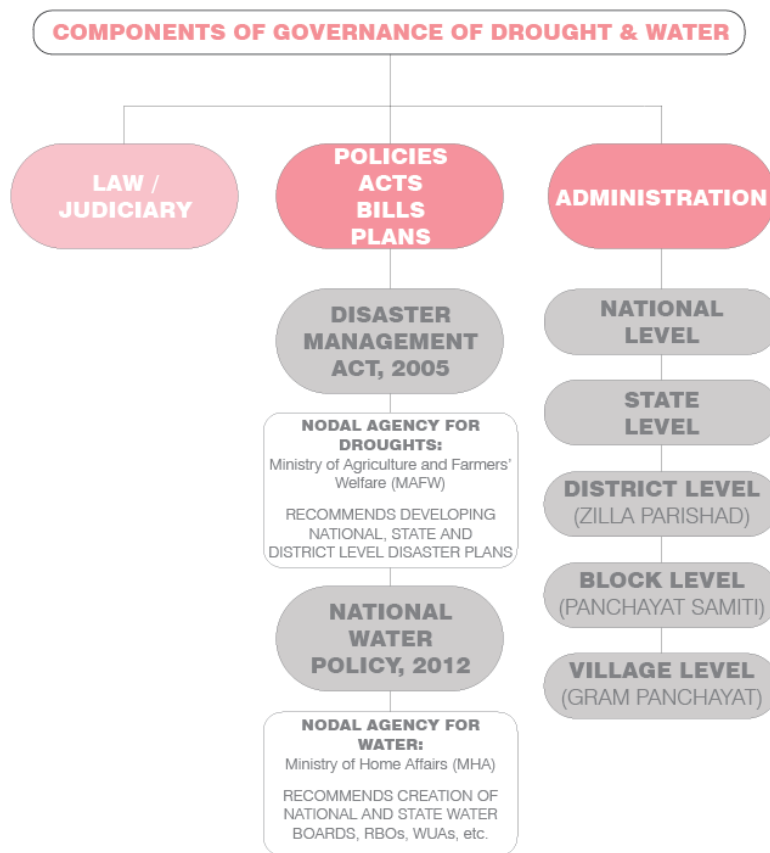 COMPONENTS OF GOVERNANCE OF DROUGHT & WATER
LAW /
JUDICIARY
POLICIES
ACTS
BILLS
PLANS
DISASTER
MANAGEMENT
ACT, 2005
NODAL AGENCY FOR
DROUGHTS:
Ministry of Agriculture and Farmers'
Welfare (MAFW)
RECOMMENDS DEVELOPING
NATIONAL, STATE AND
DISTRICT LEVEL DISASTER PLANS
NATIONAL
WATER
POLICY, 2012
NODAL AGENCY FOR
WATER:
Ministry of Home Affairs (MHA)
RECOMMENDS CREATION OF
NATIONAL AND STATE WATER
BOARDS, RBOs, WUAs, etc.
ADMINISTRATION
NATIONAL
LEVEL
STATE
LEVEL
DISTRICT LEVEL
(ZILLA PARISHAD)
BLOCK LEVEL
(PANCHAYAT SAMITI)
VILLAGE LEVEL
(GRAM PANCHAYAT)